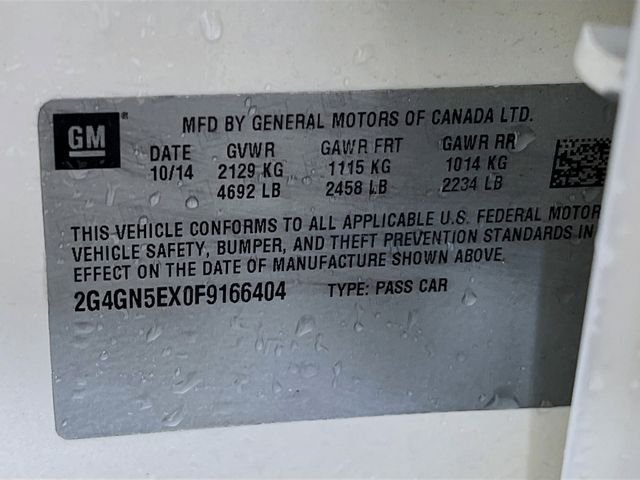 GM
MFD BY GENERAL MOTORS OF CANADA LTD.
DATE GVWR GAWR FRT GAWR RR
10/14 2129 KG 1115 KG 1014 KG
4692 LB 2458 LB 2234 LB
THIS VEHICLE CONFORMS TO ALL APPLICABLE U.S. FEDERAL MOTOR
VEHICLE SAFETY, BUMPER, AND THEFT PREVENTION STANDARDS IN
EFFECT ON THE DATE OF MANUFACTURE SHOWN ABOVE.
2G4GN5EX0F9166404 TYPE: PASS CAR